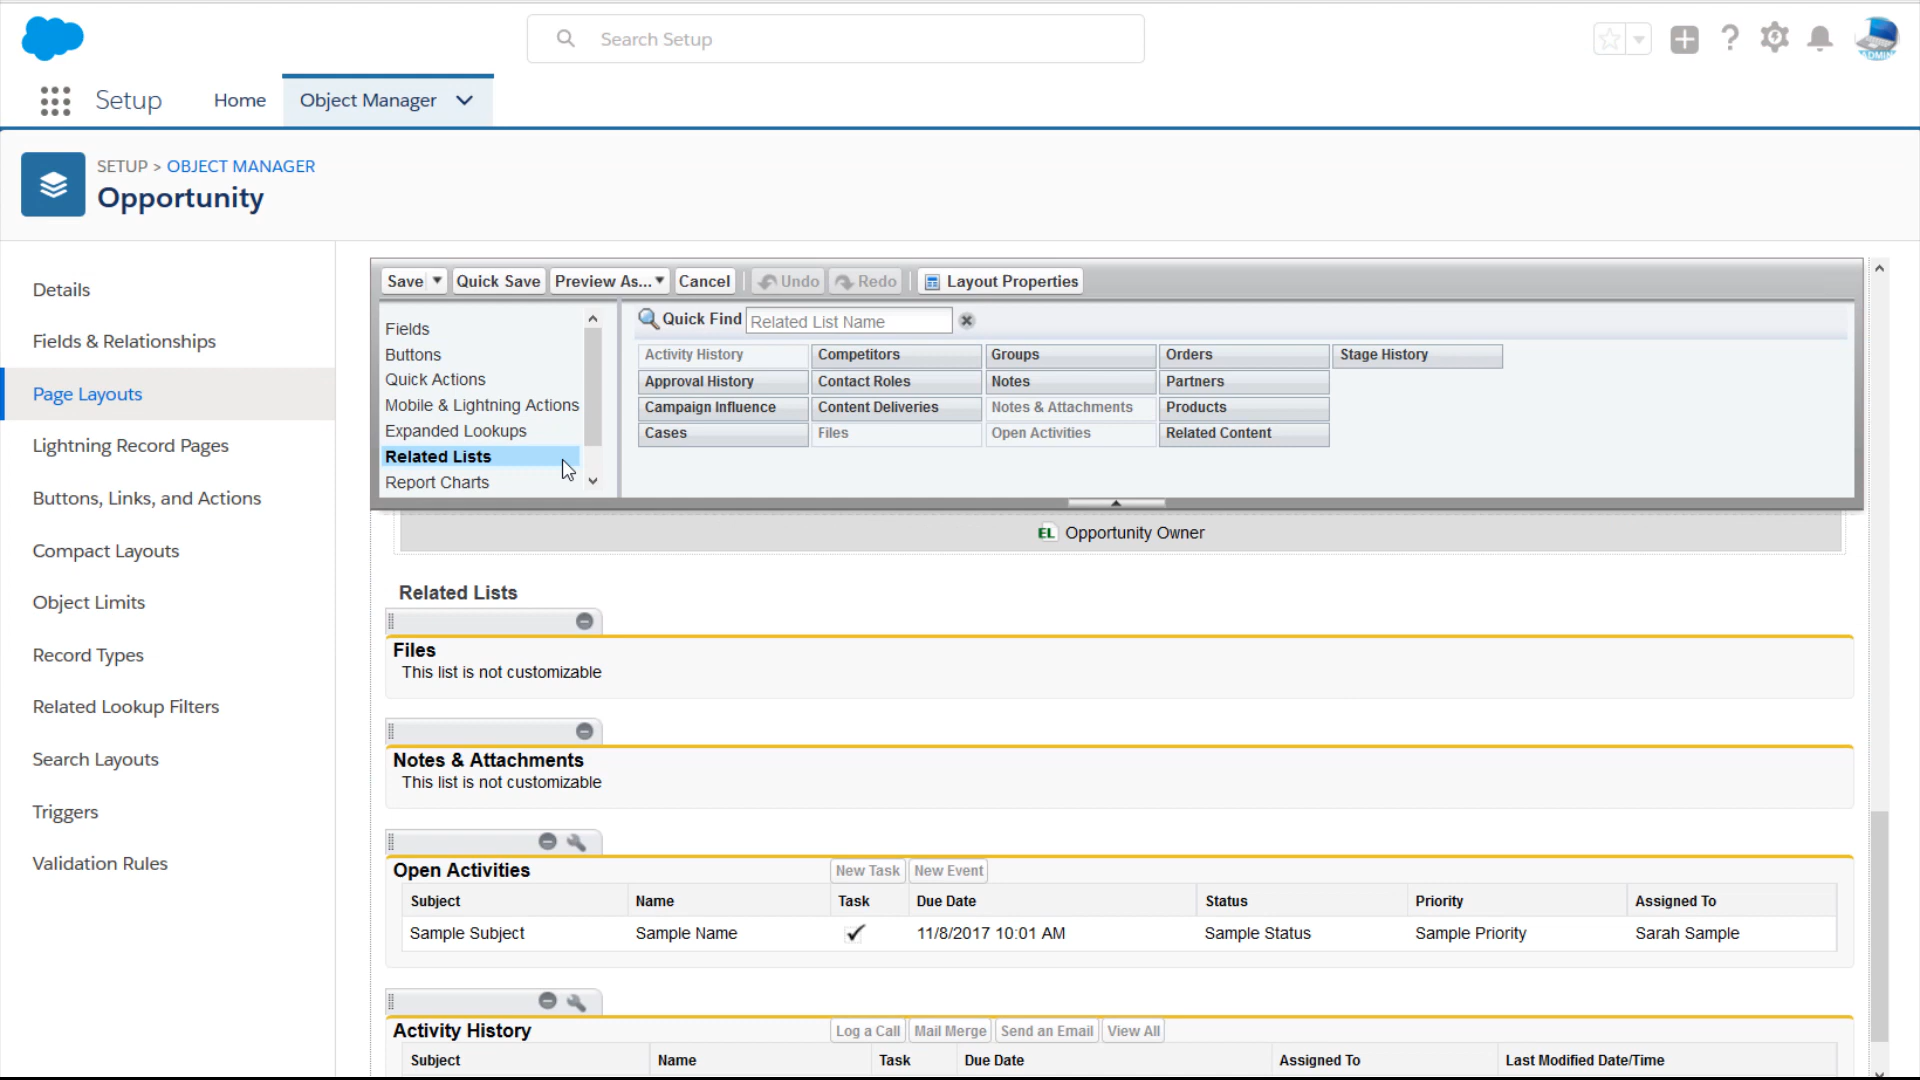 Search Setup
ADMIN
Setup
Home
Object Manager
SETUP > OBJECT MANAGER
Opportunity
Details
Fields & Relationships
Page Layouts
Lightning Record Pages
Buttons, Links, and Actions
Compact Layouts
Object Limits
Record Types
Related Lookup Filters
Search Layouts
Triggers
Validation Rules
Save Quick Save Preview As... Cancel Undo Redo Layout Properties
Fields
Buttons
Quick Actions
Mobile & Lightning Actions
Expanded Lookups
Related Lists
Report Charts
Quick Find Related List Name
Activity History Competitors Groups Orders Stage History
Approval History Contact Roles Notes Partners
Campaign Influence Content Deliveries Notes & Attachments Products
Cases Files Open Activities Related Content
EL Opportunity Owner
Related Lists
Files
This list is not customizable
Notes & Attachments
This list is not customizable
Open Activities New Task New Event
Subject Name Task Due Date Status Priority Assigned To
Sample Subject Sample Name 11/8/2017 10:01 AM Sample Status Sample Priority Sarah Sample
Activity History Log a Call Mail Merge Send an Email View All
Subject Name Task Due Date Assigned To Last Modified Date/Time